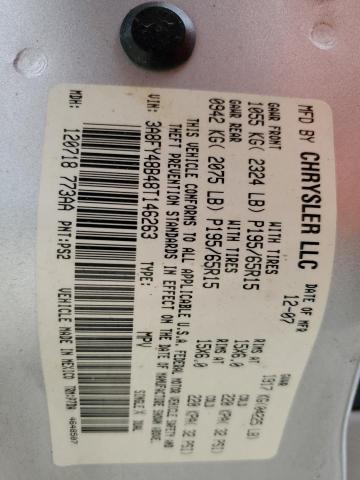 MFD BY CHRYSLER LLC DATE OF MFR 12-07 GVWR 1917 KG(04225 LB)
GAWR FRONT WITH TIRES RIMS AT COLD
1055 KG( 2324 LB) P195/65R15 15X6.0 220 KPA( 32 PSI)
GAWR REAR WITH TIRES RIMS AT COLD
0942 KG( 2075 LB) P195/65R15 15X6.0 220 KPA( 32 PSI)
THIS VEHICLE CONFORMS TO ALL APPLICABLE U.S.A. FEDERAL MOTOR VEHICLE SAFETY AND
THEFT PREVENTION STANDARDS IN EFFECT ON THE DATE OF MANUFACTURE SHOWN ABOVE.
VIN: 3A8FY48B48T146263 TYPE: MPV SINGLE X DUAL
MDH: 120718 773AA PNT:PS2 VEHICLE MADE IN MEXICO 4648507